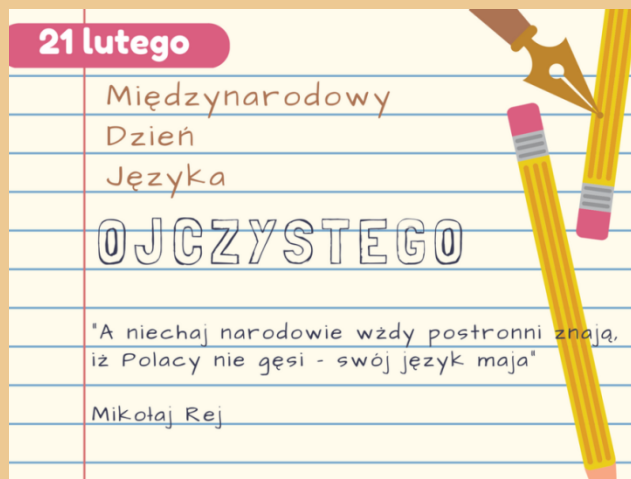 21 lutego
Międzynarodowy
Dzień
Języka
OJCZYSTEGO
"A niechaj narodowie wżdy postronni znają,
iż Polacy nie gęsi - swój język maja"
Mikołaj Rej